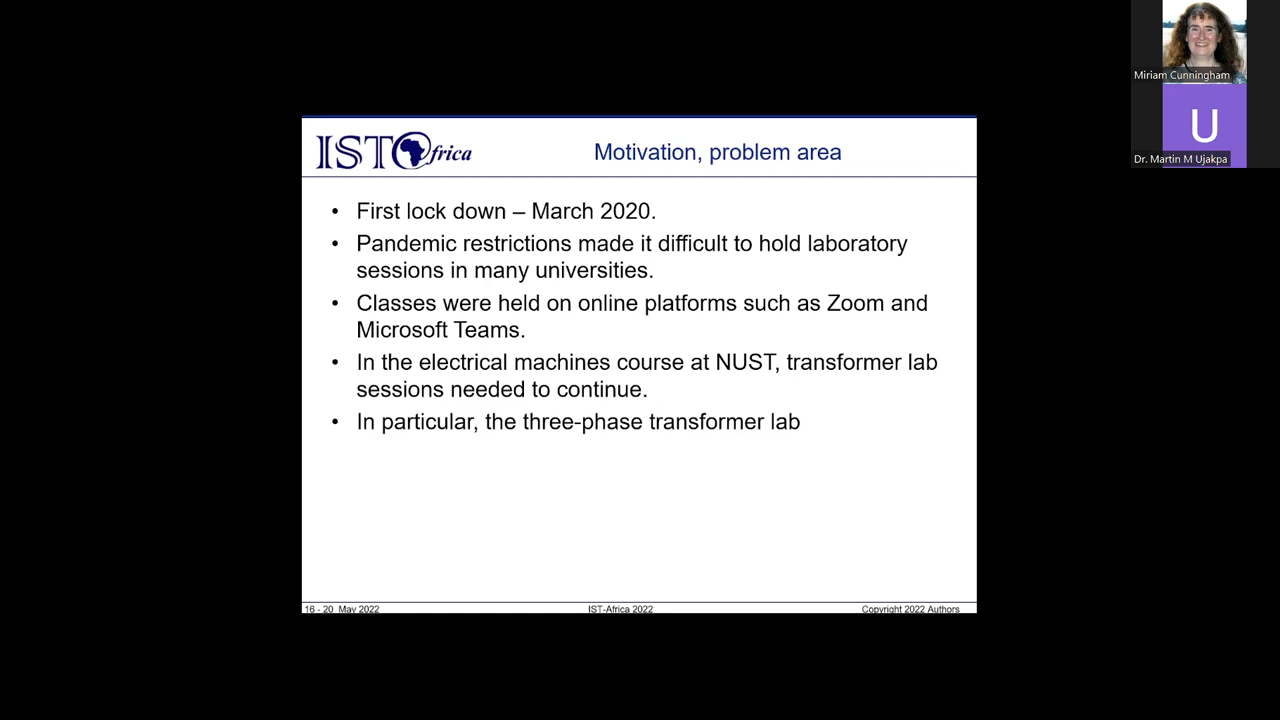 Miriam Cunningham
U
Dr. Martin M Ujakpa
IST Africa
Motivation, problem area
• First lock down – March 2020.
• Pandemic restrictions made it difficult to hold laboratory
sessions in many universities.
• Classes were held on online platforms such as Zoom and
Microsoft Teams.
• In the electrical machines course at NUST, transformer lab
sessions needed to continue.
• In particular, the three-phase transformer lab
16 - 20 May 2022
IST-Africa 2022
Copyright 2022 Authors